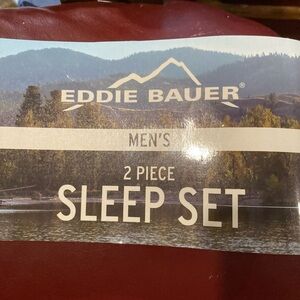 EDDIE BAUER®
MEN'S
2 PIECE
SLEEP SET